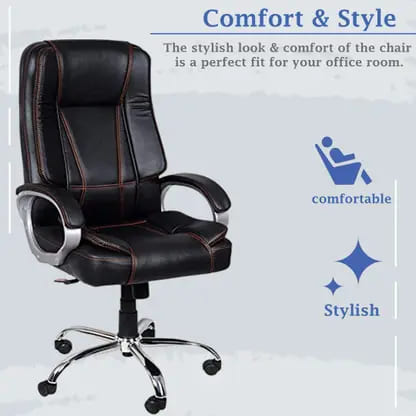 Comfort & Style
The stylish look & comfort of the chair
is a perfect fit for your office room.
comfortable
Stylish